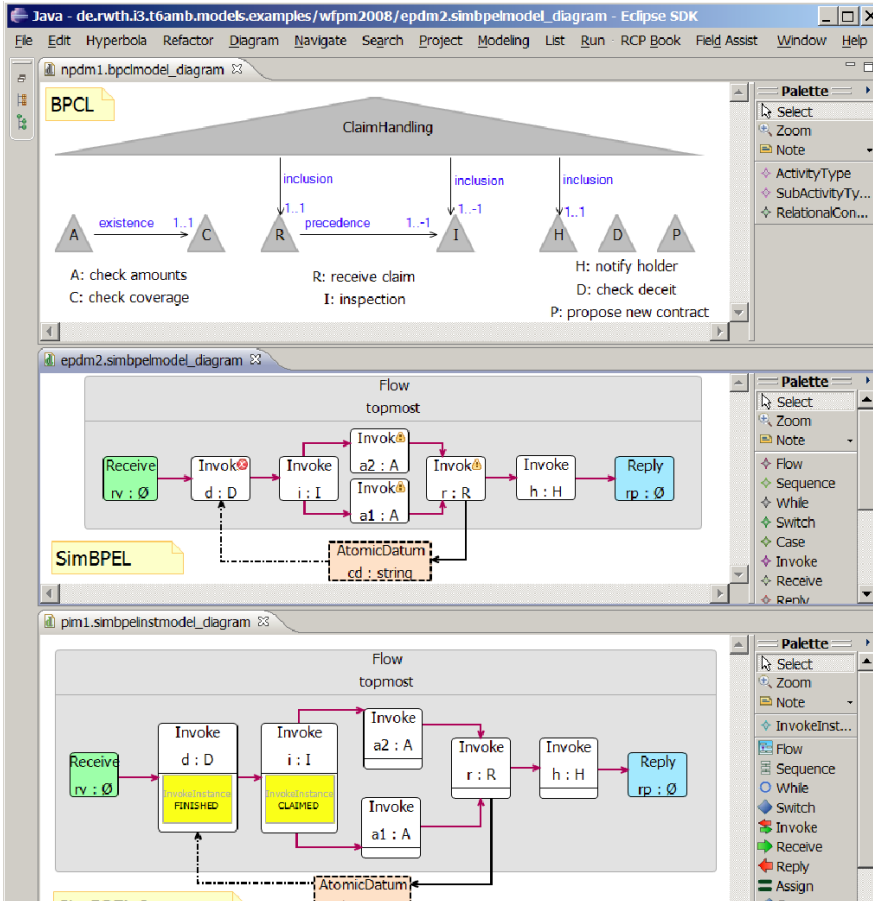 Java - de.rwth.i3.t6amb.models.examples/wfpm2008/epdm2.simbpelmodel_diagram - Eclipse SDK
File Edit Hyperbola Refactor Diagram Navigate Search Project Modeling List Run RCP Book Field Assist Window Help
npdm1.bpclmodel_diagram
BPCL
ClaimHandling
inclusion
inclusion
inclusion
1..1
1..-1
1..1
existence 1..1
precedence 1..-1
A
C
R
I
H
D
P
A: check amounts
C: check coverage
R: receive claim
I: inspection
H: notify holder
D: check deceit
P: propose new contract
Palette
Select
Zoom
Note
ActivityType
SubActivityTy...
RelationalCon...
epdm2.simbpelmodel_diagram
Flow
topmost
Receive
rv : Ø
Invok
d : D
Invoke
i : I
Invok
a2 : A
Invok
a1 : A
Invok
r : R
Invoke
h : H
Reply
rp : Ø
AtomicDatum
cd : string
SimBPEL
Palette
Select
Zoom
Note
Flow
Sequence
While
Switch
Case
Invoke
Receive
Reply
pim1.simbpelinstmodel_diagram
Flow
topmost
Receive
rv : Ø
Invoke
d : D
InvokeInstance
FINISHED
Invoke
i : I
InvokeInstance
CLAIMED
Invoke
a2 : A
Invoke
a1 : A
Invoke
r : R
Invoke
h : H
Reply
rp : Ø
AtomicDatum
Palette
Select
Zoom
Note
InvokeInst...
Flow
Sequence
While
Switch
Invoke
Receive
Reply
Assign